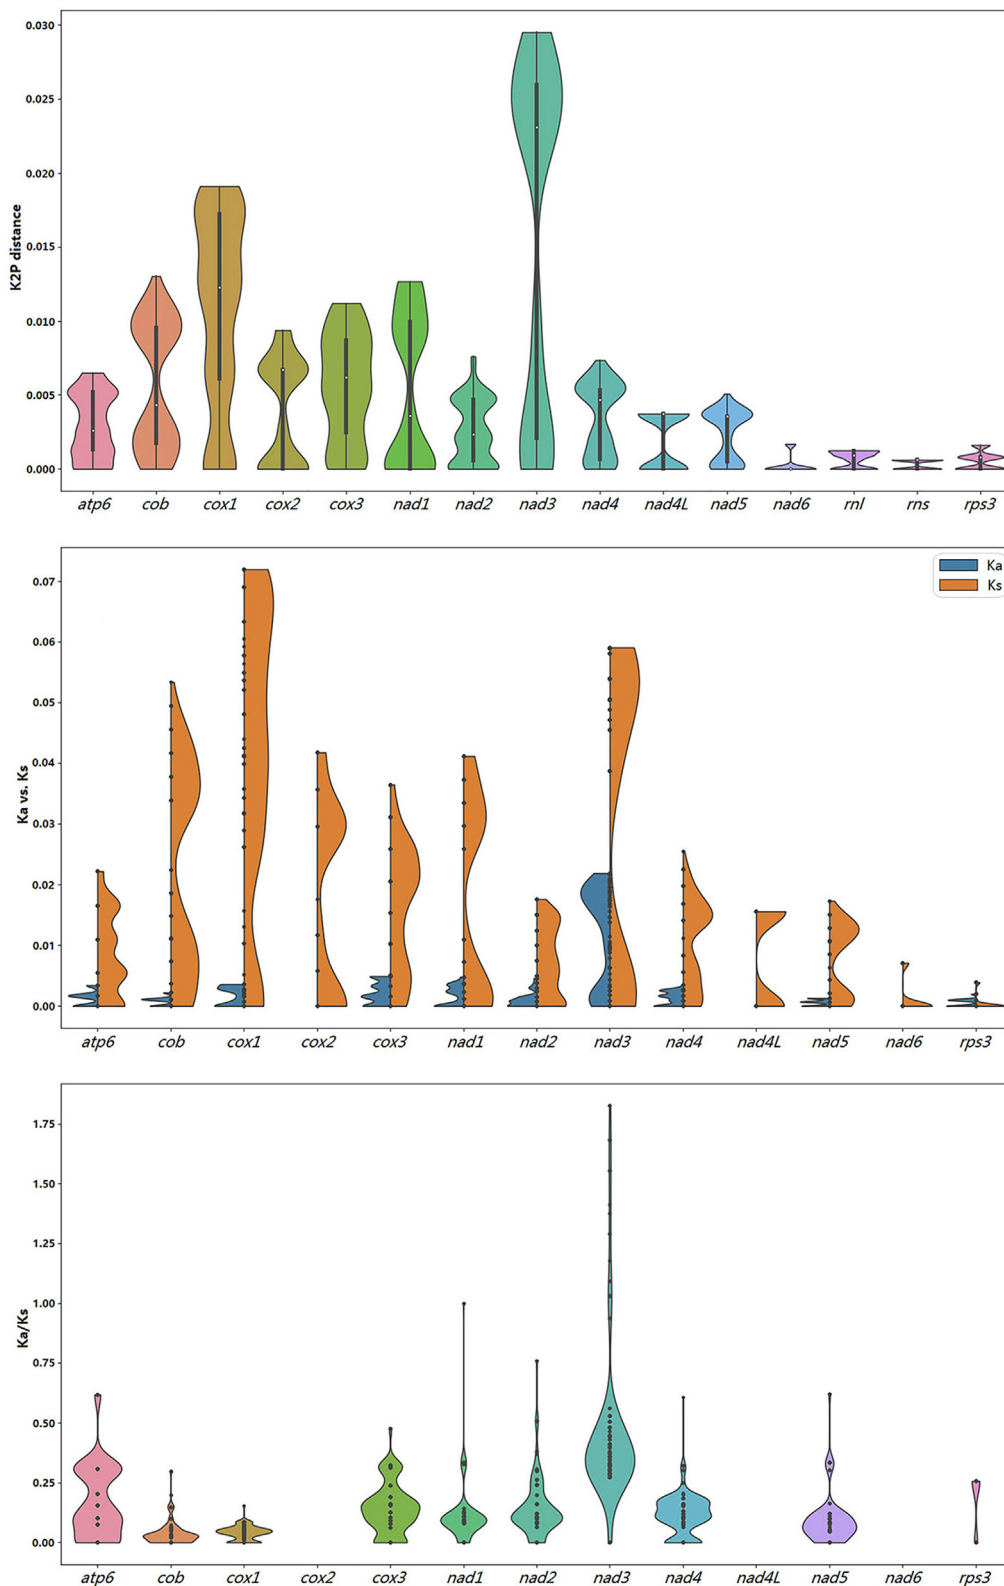 0.030
0.025
0.020
0.015
0.010
0.005
0.000
K2P distance
atp6 cob cox1 cox2 cox3 nad1 nad2 nad3 nad4 nad4L nad5 nad6 rnl rns rps3
Ka
Ks
0.07
0.06
0.05
0.04
0.03
0.02
0.01
0.00
Ka vs. Ks
atp6 cob cox1 cox2 cox3 nad1 nad2 nad3 nad4 nad4L nad5 nad6 rps3
1.75
1.50
1.25
1.00
0.75
0.50
0.25
0.00
Ka/Ks
atp6 cob cox1 cox2 cox3 nad1 nad2 nad3 nad4 nad4L nad5 nad6 rps3